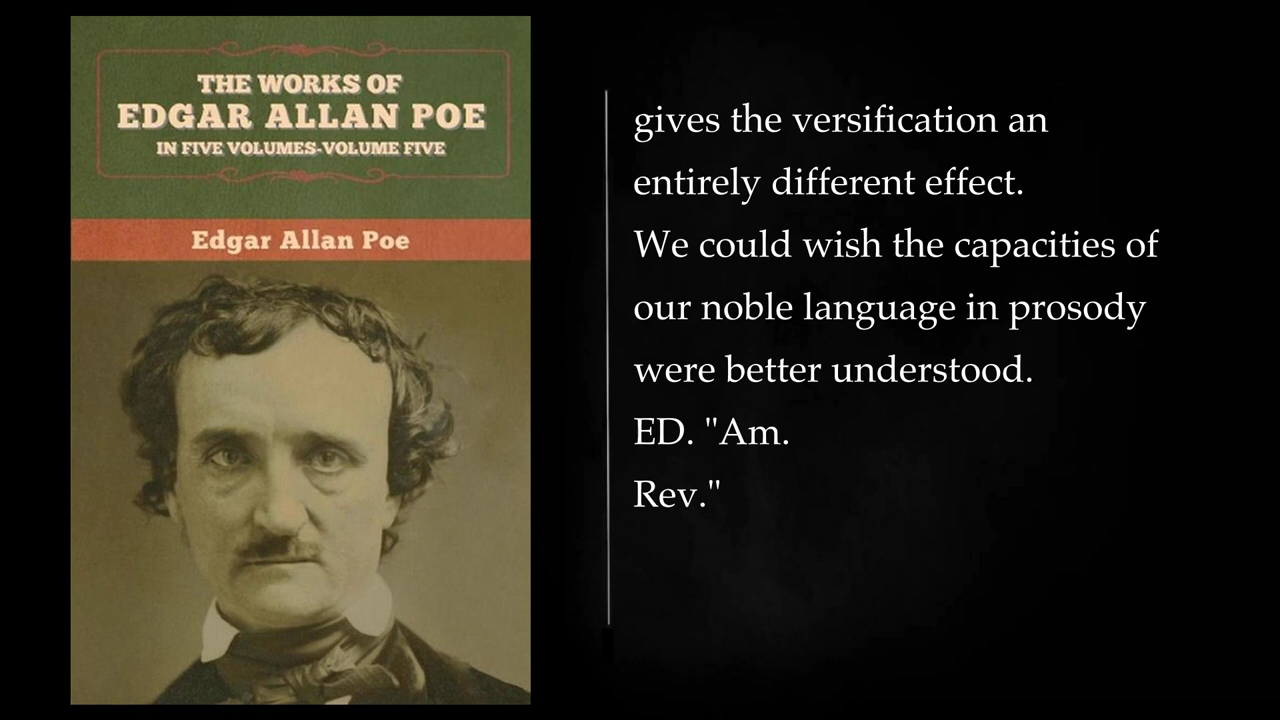 THE WORKS OF
EDGAR ALLAN POE
IN FIVE VOLUMES-VOLUME FIVE
Edgar Allan Poe
gives the versification an
entirely different effect.
We could wish the capacities of
our noble language in prosody
were better understood.
ED. "Am.
Rev."